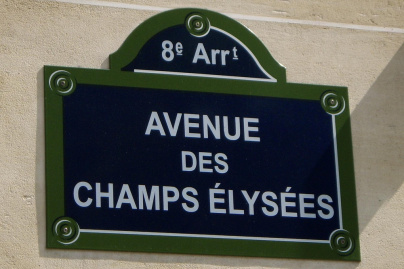 8e Arrt
AVENUE
DES
CHAMPS ÉLYSÉES